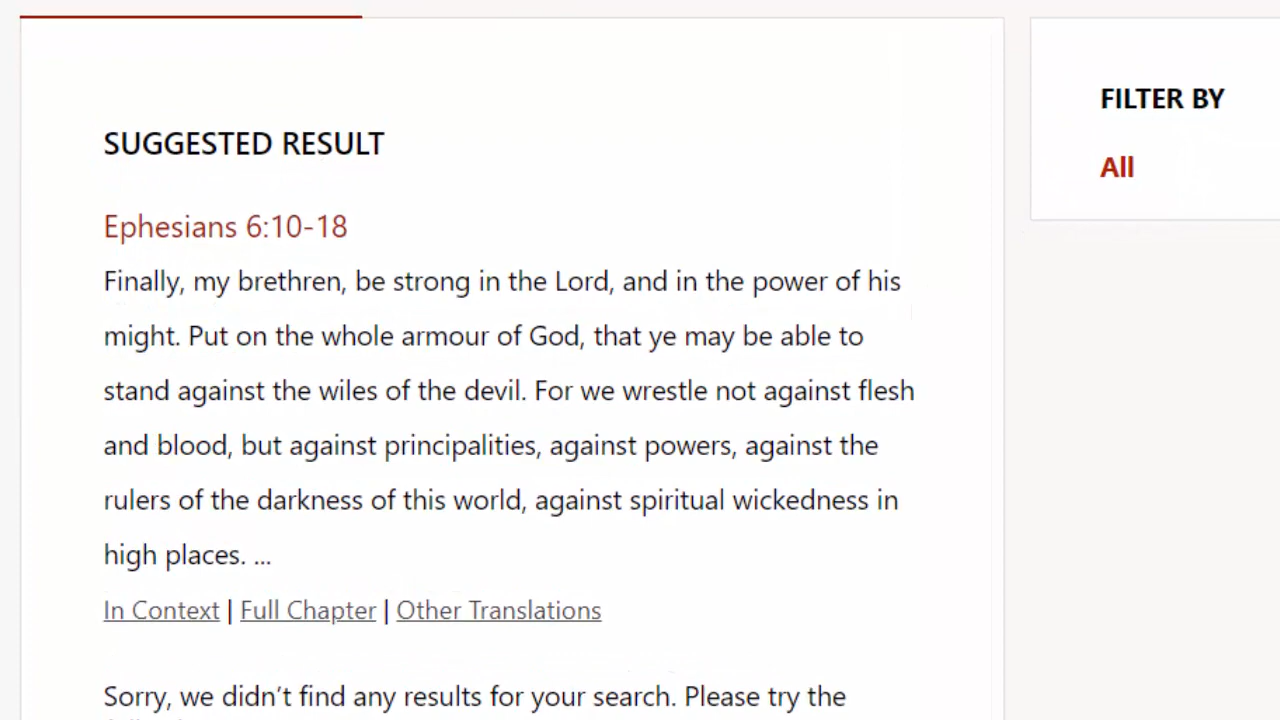 SUGGESTED RESULT
Ephesians 6:10-18
Finally, my brethren, be strong in the Lord, and in the power of his
might. Put on the whole armour of God, that ye may be able to
stand against the wiles of the devil. For we wrestle not against flesh
and blood, but against principalities, against powers, against the
rulers of the darkness of this world, against spiritual wickedness in
high places. ...
In Context | Full Chapter | Other Translations
Sorry, we didn’t find any results for your search. Please try the
FILTER BY
All